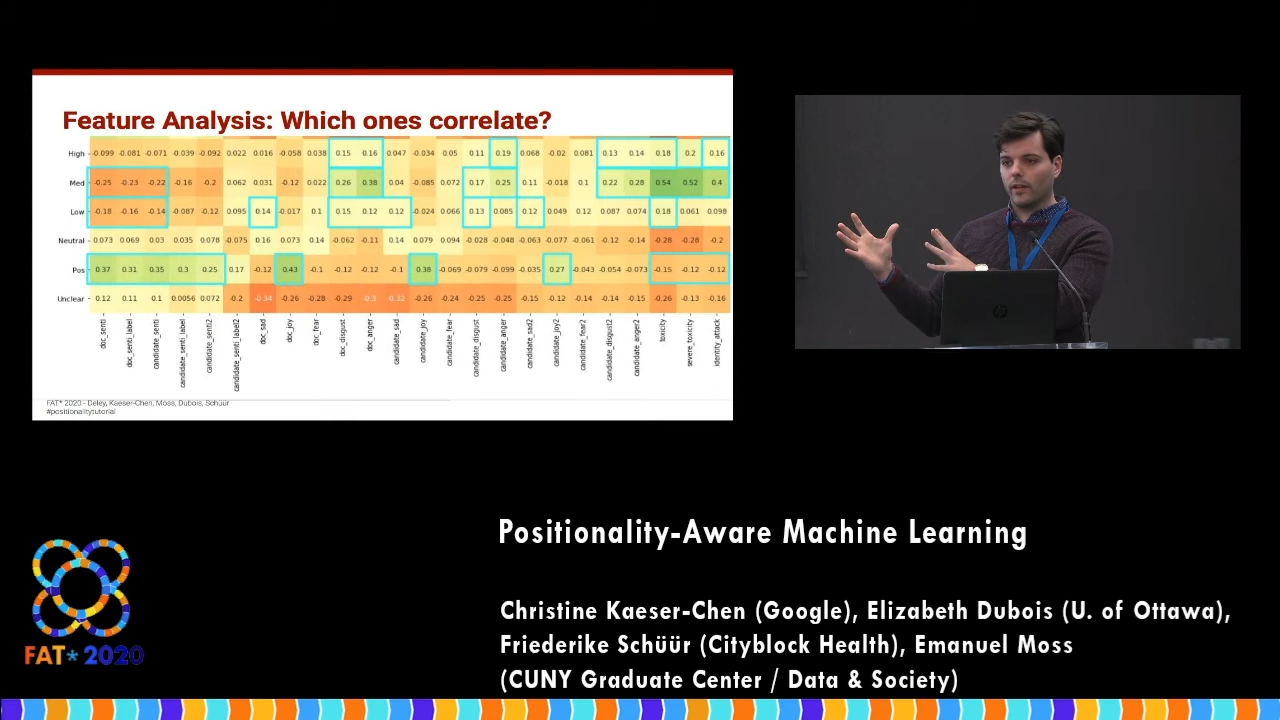 Feature Analysis: Which ones correlate?
High -0.099 -0.081 -0.071 -0.039 -0.092 0.022 0.016 -0.058 0.038 0.15 0.16 0.047 -0.034 0.05 0.11 0.19 0.068 -0.02 0.081 0.13 0.14 0.18 0.2 0.16
Med -0.25 -0.23 -0.22 -0.16 -0.2 0.062 0.031 -0.12 0.022 0.26 0.38 0.04 -0.085 0.072 0.17 0.25 0.11 -0.018 0.1 0.22 0.28 0.54 0.52 0.4
Low -0.18 -0.16 -0.14 -0.087 -0.12 0.095 0.14 -0.017 0.1 0.15 0.12 0.12 -0.024 0.066 0.13 0.085 0.12 0.049 0.12 0.087 0.074 0.18 0.061 0.098
Neutral 0.073 0.069 0.03 0.035 0.078 -0.075 0.16 0.073 0.14 -0.062 -0.11 0.14 0.079 0.094 -0.028 -0.048 -0.063 -0.077 -0.061 -0.12 -0.14 -0.28 -0.28 -0.2
Pos 0.37 0.31 0.35 0.3 0.25 0.17 -0.12 0.43 -0.1 -0.12 -0.12 -0.1 0.38 -0.069 -0.079 -0.099 -0.035 0.27 -0.043 -0.054 -0.073 -0.15 -0.12 -0.12
Unclear 0.12 0.11 0.1 0.0056 0.072 -0.2 -0.34 -0.26 -0.28 -0.29 -0.3 -0.32 -0.26 -0.24 -0.25 -0.25 -0.15 -0.12 -0.14 -0.14 -0.15 -0.26 -0.13 -0.16
doc_senti
doc_senti_label
candidate_senti
candidate_senti_label
candidate_senti2
candidate_senti_label2
doc_sad
doc_joy
doc_fear
doc_disgust
doc_anger
candidate_sad
candidate_joy
candidate_fear
candidate_disgust
candidate_anger
candidate_sad2
candidate_joy2
candidate_fear2
candidate_disgust2
candidate_anger2
toxicity
severe_toxicity
identity_attack
FAT* 2020 - Deley, Kaeser-Chen, Moss, Dubois, Schüür
#positionalitytutorial
hp
Positionality-Aware Machine Learning
Christine Kaeser-Chen (Google), Elizabeth Dubois (U. of Ottawa),
Friederike Schüür (Cityblock Health), Emanuel Moss
(CUNY Graduate Center / Data & Society)
FAT* 2020